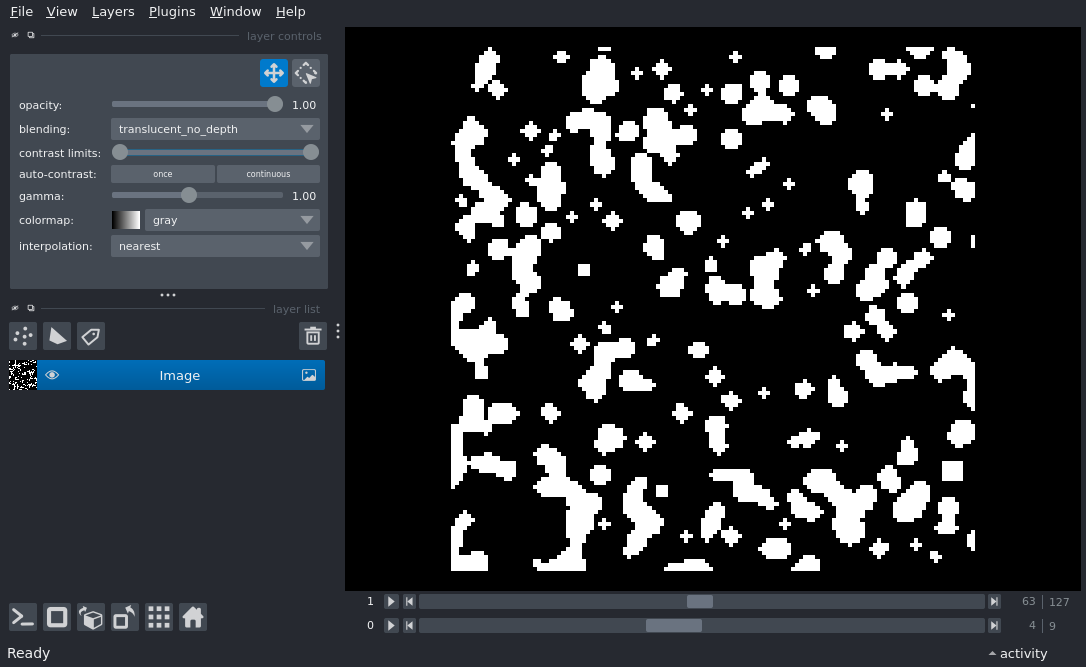 File View Layers Plugins Window Help
layer controls
opacity: 1.00
blending: translucent_no_depth
contrast limits:
auto-contrast: once continuous
gamma: 1.00
colormap: gray
interpolation: nearest
layer list
Image
1 63 127
0 4 9
Ready activity